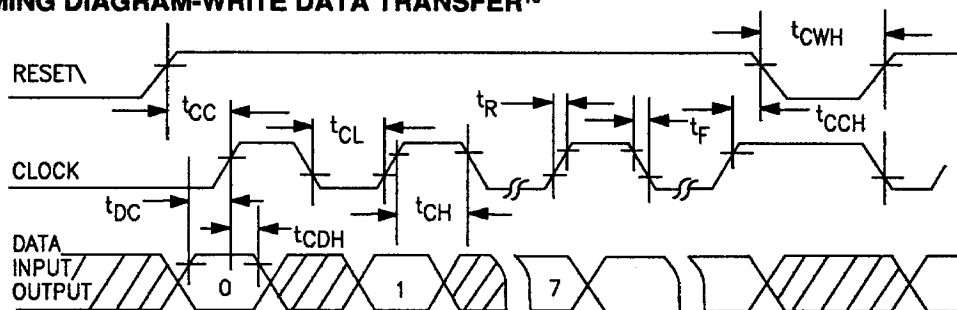 MING DIAGRAM-WRITE DATA TRANSFER
tCWH
RESET\
tCC
tCL
tR
tF
tCCH
CLOCK
tDC
tCH
tCDH
DATA
INPUT/
OUTPUT
0
1
7